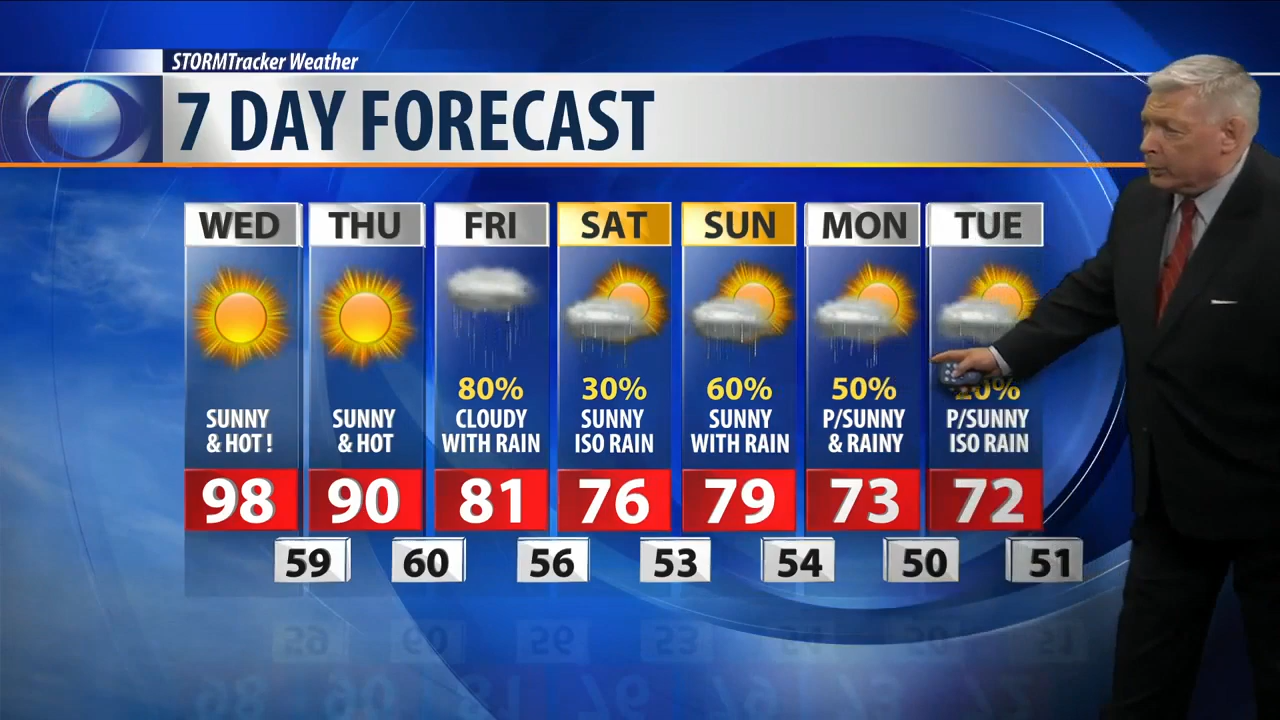 STORMTracker Weather
7 DAY FORECAST
WED THU FRI SAT SUN MON TUE
80% 30% 60% 50% 20%
SUNNY & HOT !
SUNNY & HOT
CLOUDY WITH RAIN
SUNNY ISO RAIN
SUNNY WITH RAIN
P/SUNNY & RAINY
P/SUNNY ISO RAIN
98 90 81 76 79 73 72
59 60 56 53 54 50 51